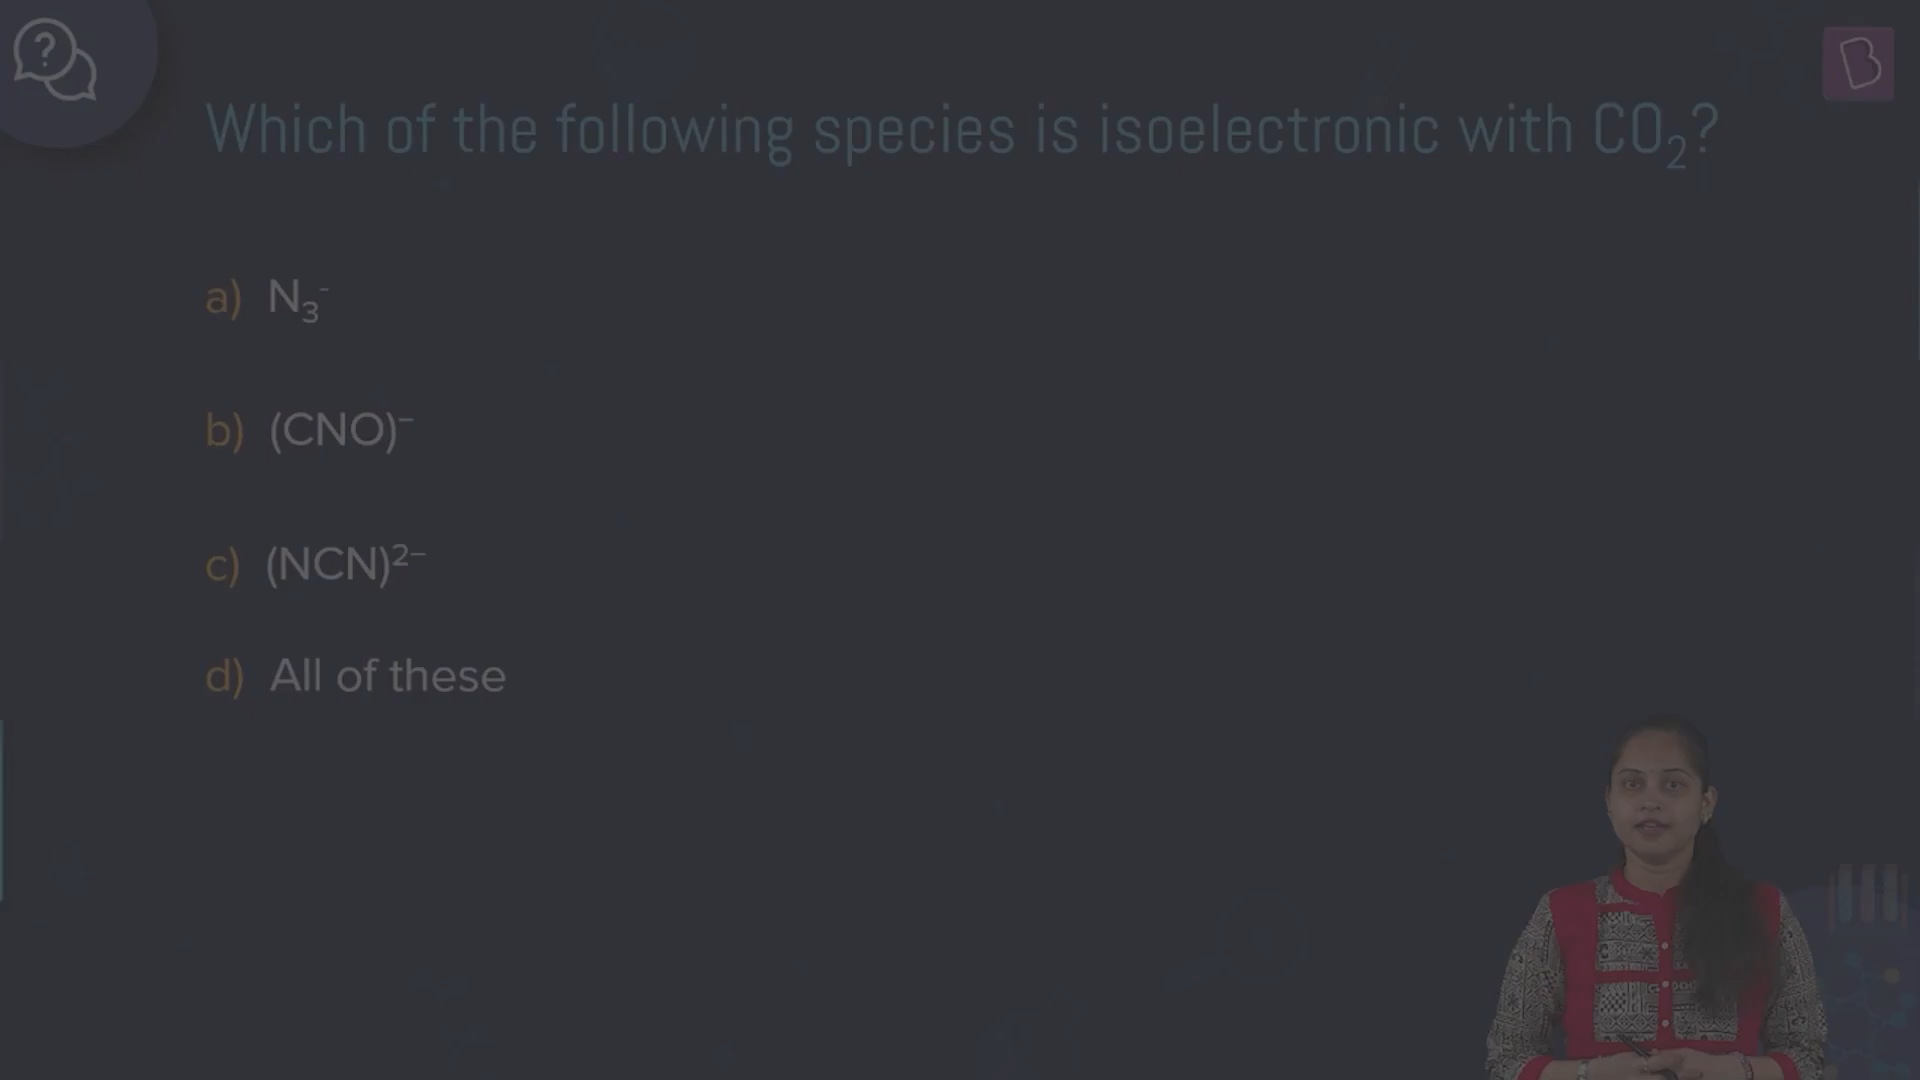 Which of the following species is isoelectronic with CO₂?
a) N₃⁻
b) (CNO)⁻
c) (NCN)²⁻
d) All of these